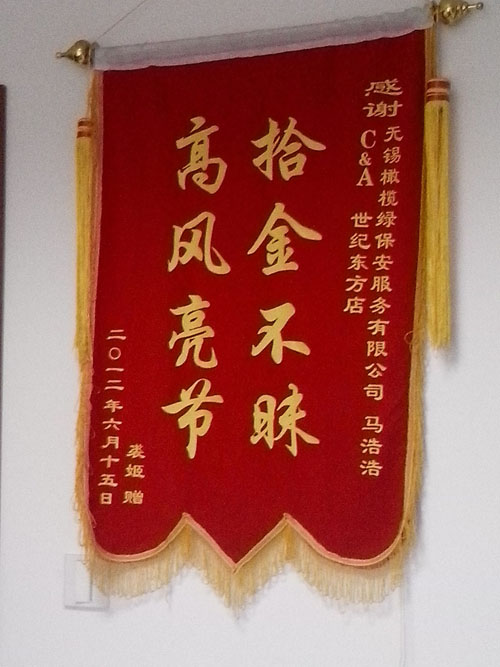 感谢
无锡橄榄绿保安服务有限公司 马浩浩
C&A 世纪东方店
拾金不昧
高风亮节
裘姬 赠
二〇一二年六月十五日